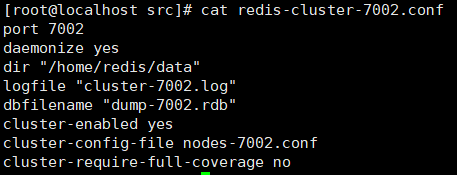 [root@localhost src]# cat redis-cluster-7002.conf
port 7002
daemonize yes
dir "/home/redis/data"
logfile "cluster-7002.log"
dbfilename "dump-7002.rdb"
cluster-enabled yes
cluster-config-file nodes-7002.conf
cluster-require-full-coverage no